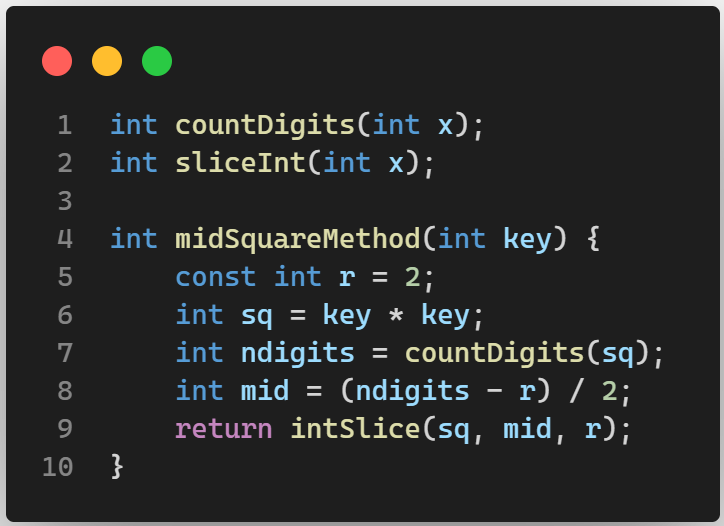 1 int countDigits(int x);
2 int sliceInt(int x);
3
4 int midSquareMethod(int key) {
5     const int r = 2;
6     int sq = key * key;
7     int ndigits = countDigits(sq);
8     int mid = (ndigits - r) / 2;
9     return intSlice(sq, mid, r);
10 }